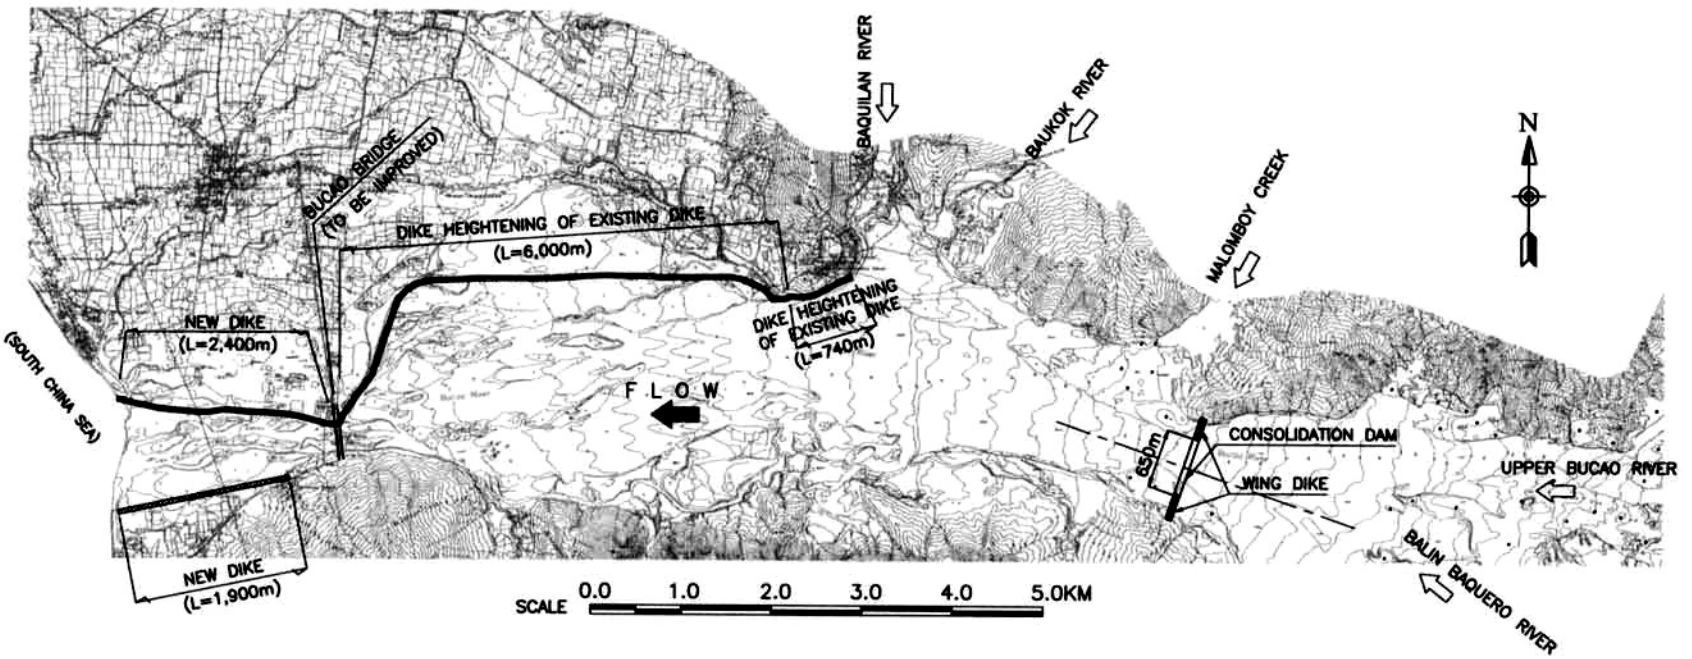 BAQUILAN RIVER
BAUKOK RIVER
MALOMBOY CREEK
N
BUCAO BRIDGE
(TO BE IMPROVED)
DIKE HEIGHTENING OF EXISTING DIKE
(L=6,000m)
DIKE HEIGHTENING
OF EXISTING DIKE
(L=740m)
NEW DIKE
(L=2,400m)
(SOUTH CHINA SEA)
FLOW
650m
CONSOLIDATION DAM
WING DIKE
UPPER BUCAO RIVER
BALIN BAQUERO RIVER
NEW DIKE
(L=1,900m)
SCALE
0.0 1.0 2.0 3.0 4.0 5.0KM